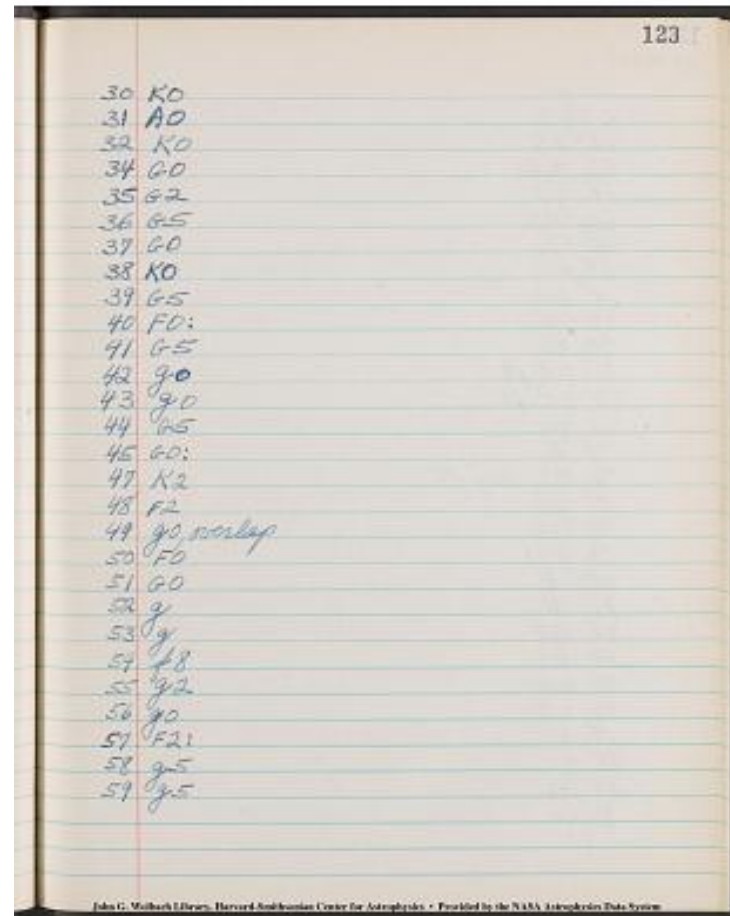 123
30 K0
31 A0
32 K0
34 G0
35 G2
36 G5
37 G0
38 K0
39 G5
40 F0:
41 G5
42 g0
43 g0
44 G5
45 G0:
47 K2
48 F2
49 g0, overlap
50 F0
51 G0
52 g
53 g
54 f8
55 g2
56 g0
57 F2:
58 g5
59 g5
John G. Wolbach Library, Harvard-Smithsonian Center for Astrophysics • Provided by the NASA Astrophysics Data System